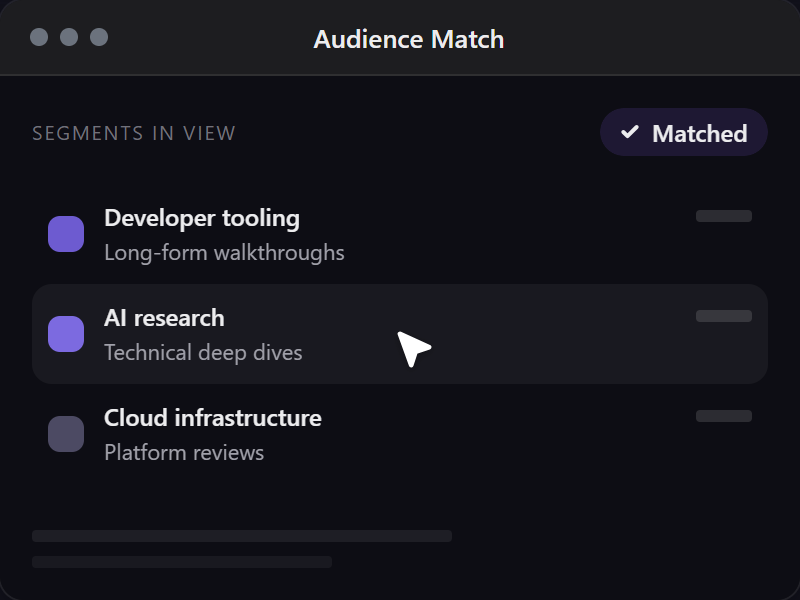 Audience Match
SEGMENTS IN VIEW
Matched
Developer tooling
Long-form walkthroughs
AI research
Technical deep dives
Cloud infrastructure
Platform reviews